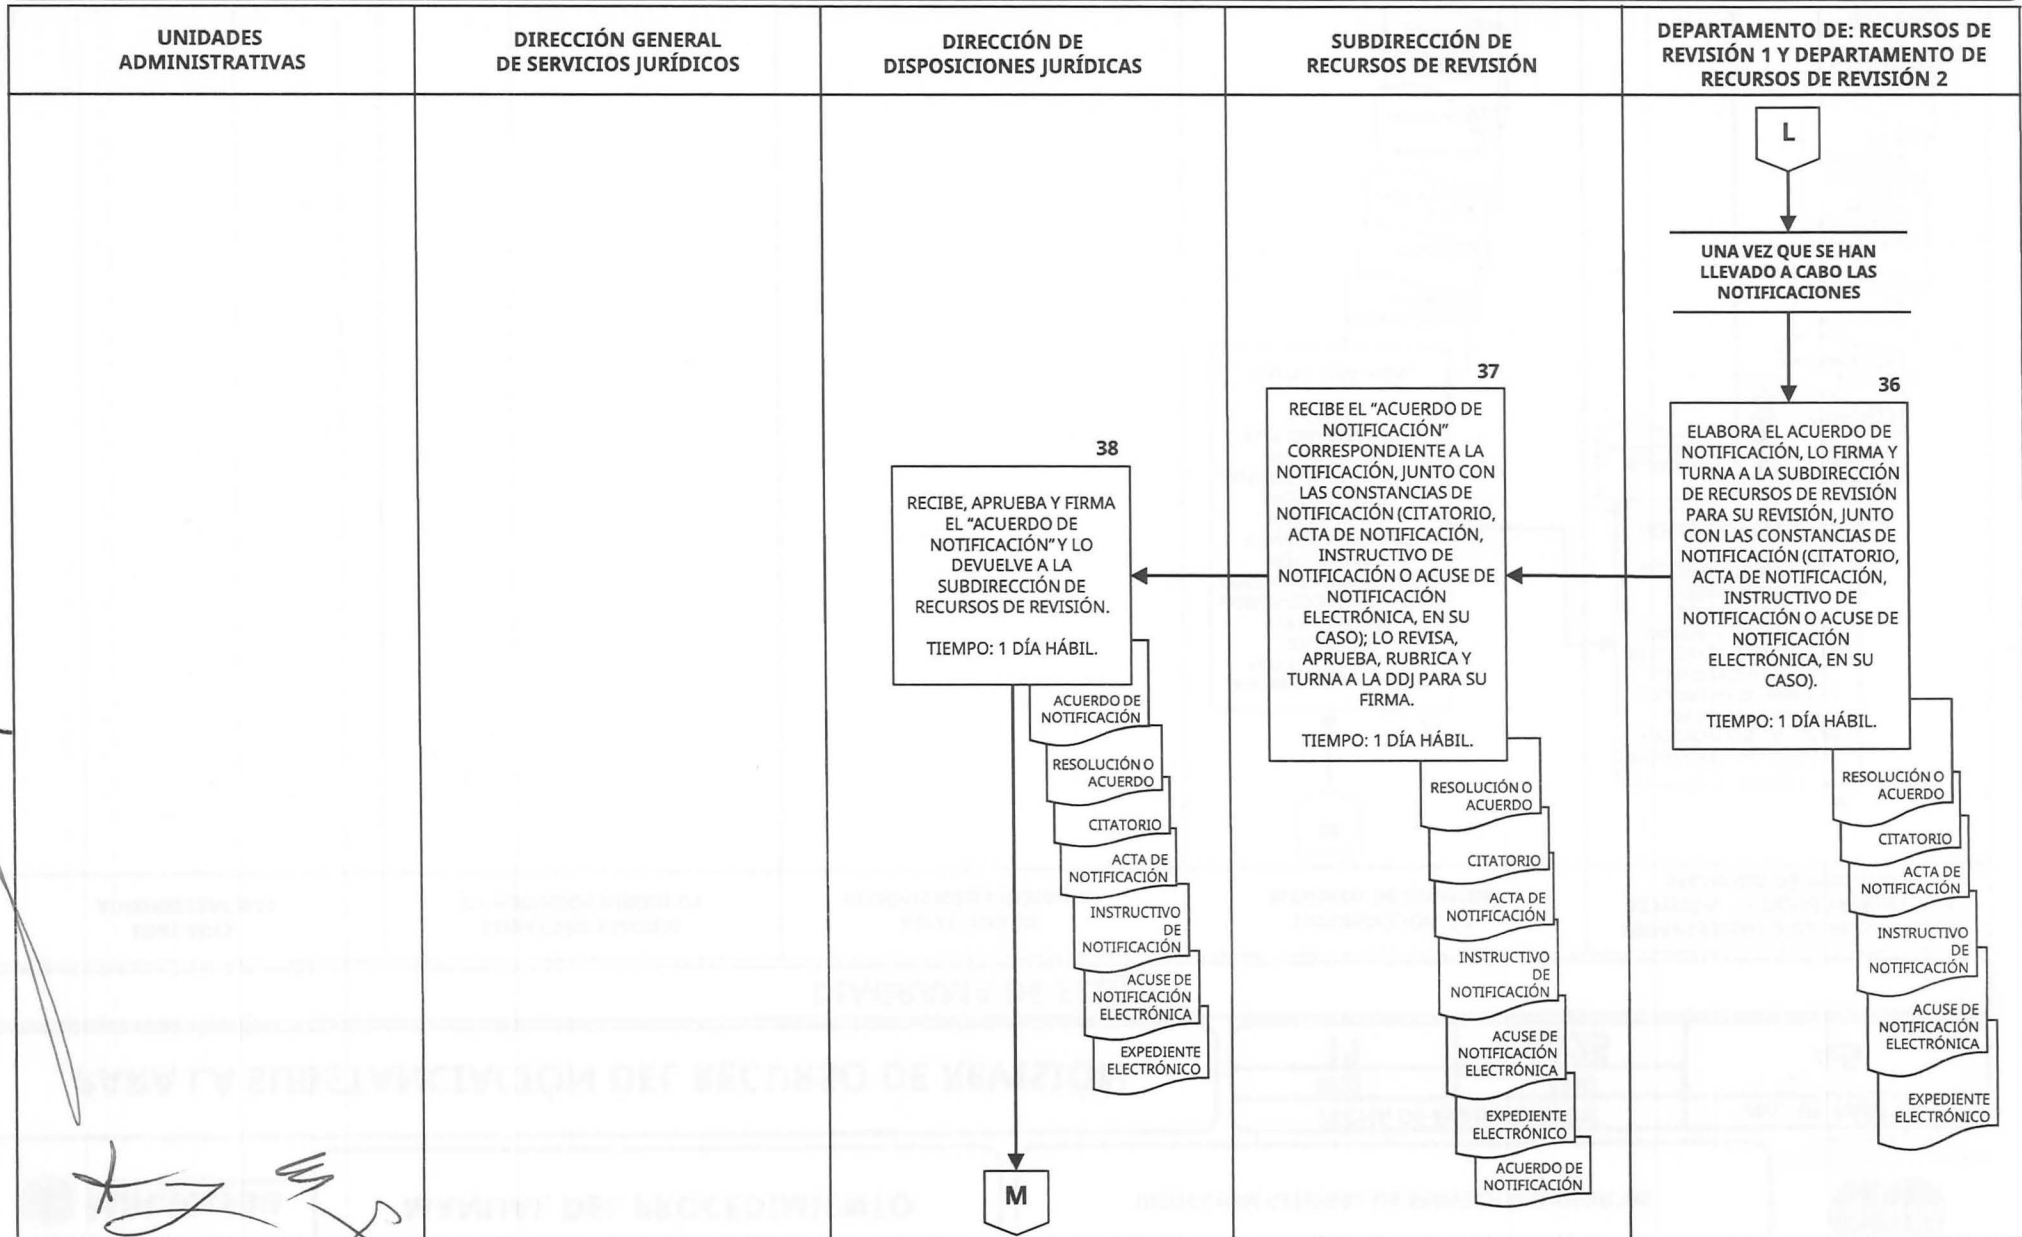 UNIDADES
ADMINISTRATIVAS
DIRECCIÓN GENERAL
DE SERVICIOS JURÍDICOS
DIRECCIÓN DE
DISPOSICIONES JURÍDICAS
SUBDIRECCIÓN DE
RECURSOS DE REVISIÓN
DEPARTAMENTO DE: RECURSOS DE
REVISIÓN 1 Y DEPARTAMENTO DE
RECURSOS DE REVISIÓN 2
L
UNA VEZ QUE SE HAN
LLEVADO A CABO LAS
NOTIFICACIONES
36
ELABORA EL ACUERDO DE
NOTIFICACIÓN, LO FIRMA Y
TURNA A LA SUBDIRECCIÓN
DE RECURSOS DE REVISIÓN
PARA SU REVISIÓN, JUNTO
CON LAS CONSTANCIAS DE
NOTIFICACIÓN (CITATORIO,
ACTA DE NOTIFICACIÓN,
INSTRUCTIVO DE
NOTIFICACIÓN O ACUSE DE
NOTIFICACIÓN
ELECTRÓNICA, EN SU
CASO).
TIEMPO: 1 DÍA HÁBIL.
RESOLUCIÓN O
ACUERDO
CITATORIO
ACTA DE
NOTIFICACIÓN
INSTRUCTIVO
DE
NOTIFICACIÓN
ACUSE DE
NOTIFICACIÓN
ELECTRÓNICA
EXPEDIENTE
ELECTRÓNICO
37
RECIBE EL “ACUERDO DE
NOTIFICACIÓN”
CORRESPONDIENTE A LA
NOTIFICACIÓN, JUNTO CON
LAS CONSTANCIAS DE
NOTIFICACIÓN (CITATORIO,
ACTA DE NOTIFICACIÓN,
INSTRUCTIVO DE
NOTIFICACIÓN O ACUSE DE
NOTIFICACIÓN
ELECTRÓNICA, EN SU
CASO); LO REVISA,
APRUEBA, RUBRICA Y
TURNA A LA DDJ PARA SU
FIRMA.
TIEMPO: 1 DÍA HÁBIL.
RESOLUCIÓN O
ACUERDO
CITATORIO
ACTA DE
NOTIFICACIÓN
INSTRUCTIVO
DE
NOTIFICACIÓN
ACUSE DE
NOTIFICACIÓN
ELECTRÓNICA
EXPEDIENTE
ELECTRÓNICO
ACUERDO DE
NOTIFICACIÓN
38
RECIBE, APRUEBA Y FIRMA
EL “ACUERDO DE
NOTIFICACIÓN” Y LO
DEVUELVE A LA
SUBDIRECCIÓN DE
RECURSOS DE REVISIÓN.
TIEMPO: 1 DÍA HÁBIL.
ACUERDO DE
NOTIFICACIÓN
RESOLUCIÓN O
ACUERDO
CITATORIO
ACTA DE
NOTIFICACIÓN
INSTRUCTIVO
DE
NOTIFICACIÓN
ACUSE DE
NOTIFICACIÓN
ELECTRÓNICA
EXPEDIENTE
ELECTRÓNICO
M
PARA LA SUBSTANCIACIÓN DEL RECURSO DE REVISIÓN
MANUAL DEL PROCEDIMIENTO